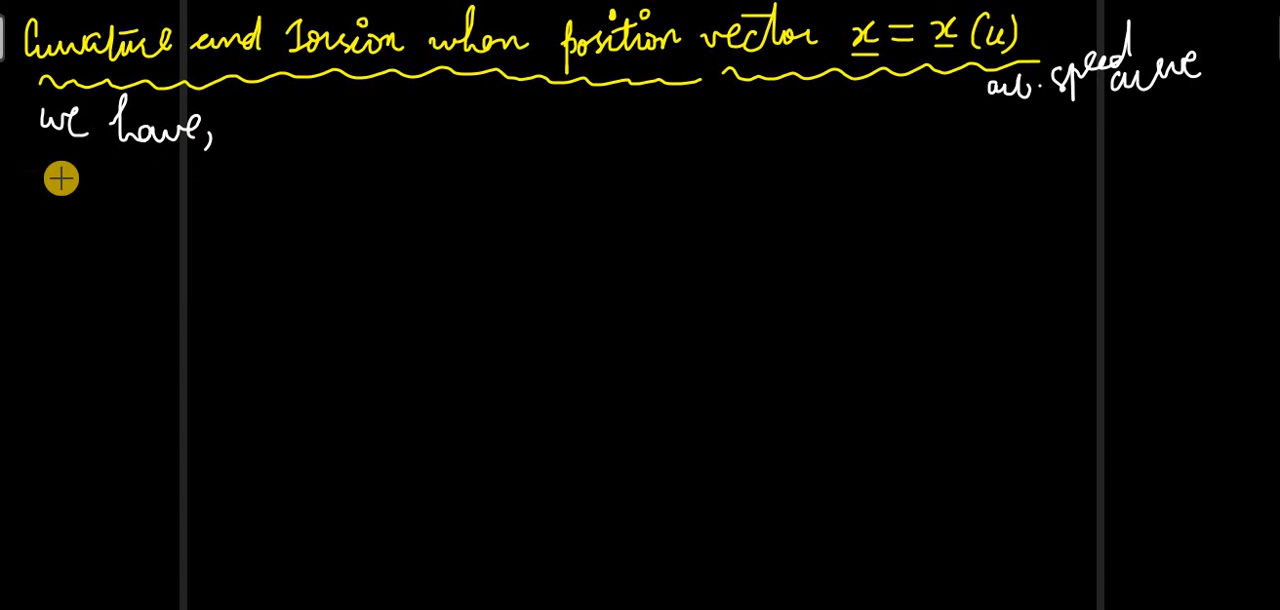 Curvature and Torsion when position vector x = x (u)
arb. speed curve
we have,